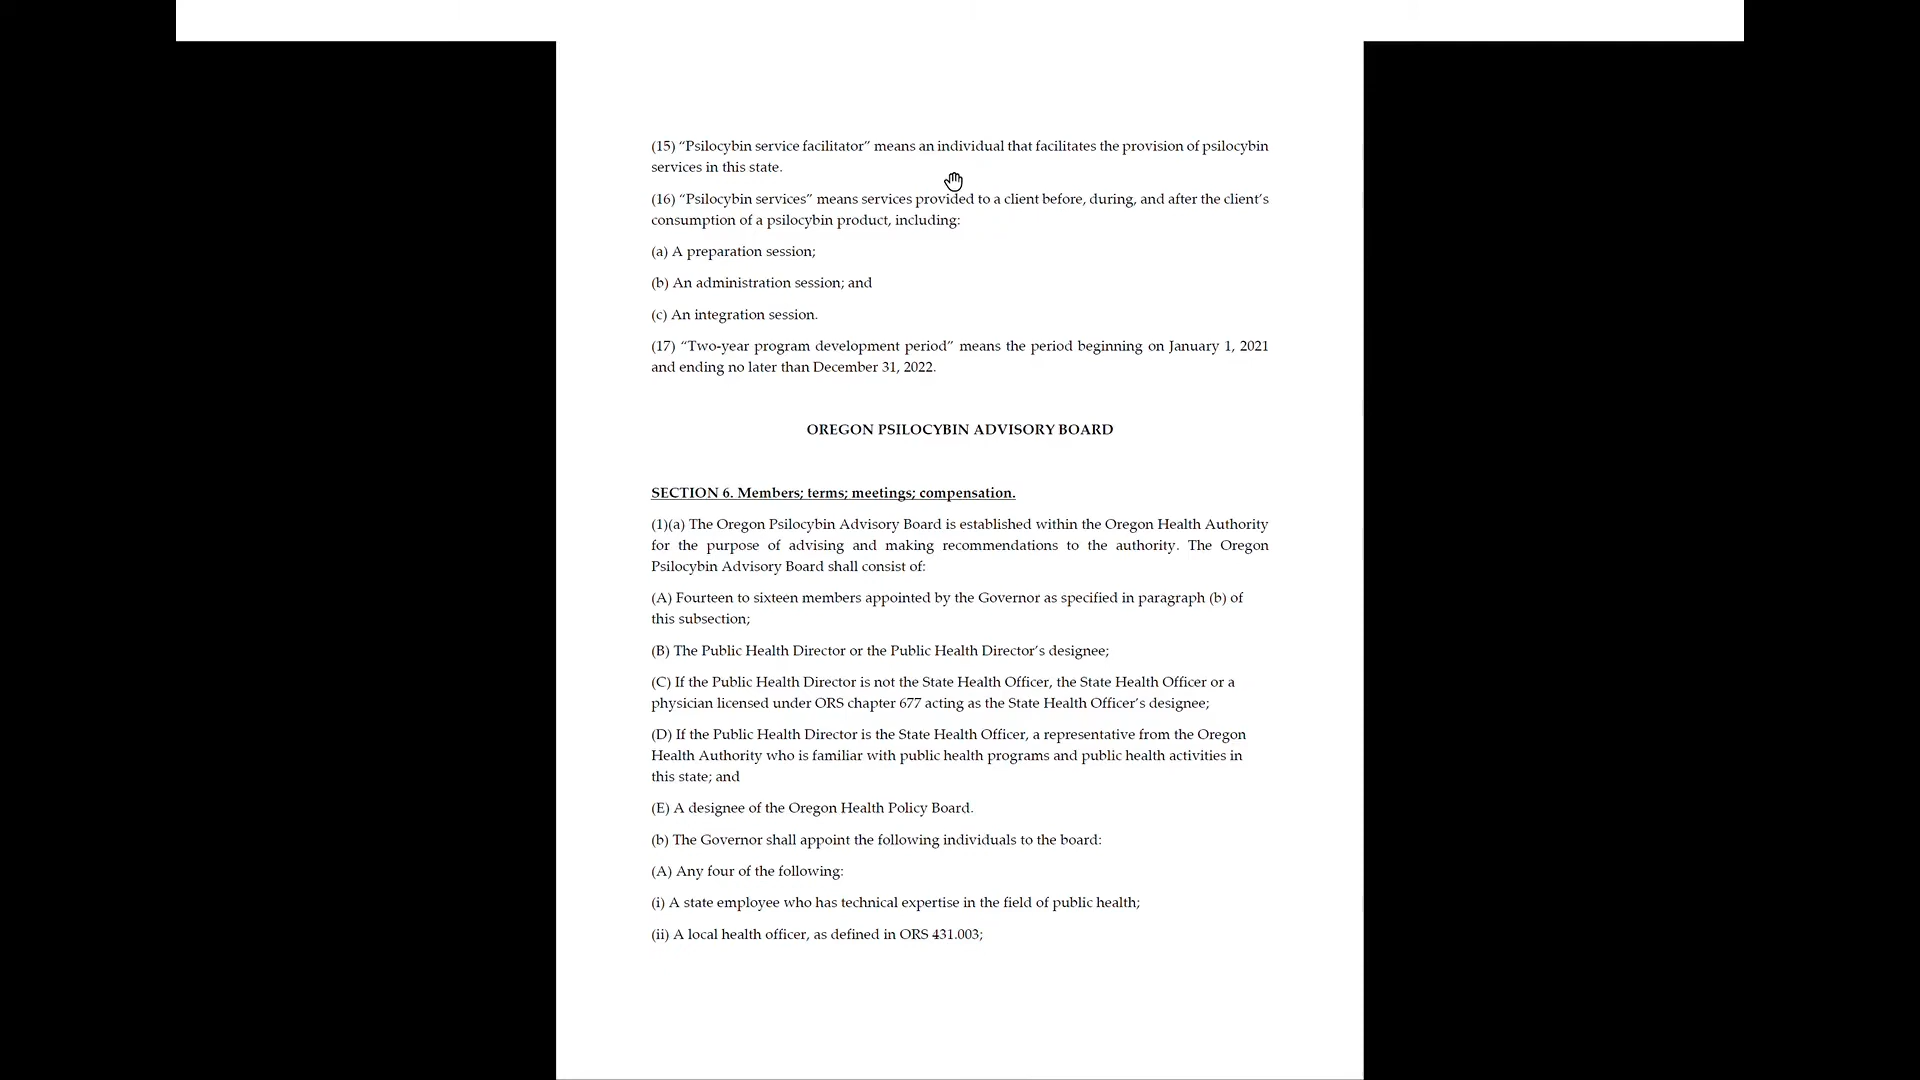 (15) “Psilocybin service facilitator” means an individual that facilitates the provision of psilocybin
services in this state.
(16) “Psilocybin services” means services provided to a client before, during, and after the client’s
consumption of a psilocybin product, including:
(a) A preparation session;
(b) An administration session; and
(c) An integration session.
(17) “Two-year program development period” means the period beginning on January 1, 2021
and ending no later than December 31, 2022.
OREGON PSILOCYBIN ADVISORY BOARD
SECTION 6. Members; terms; meetings; compensation.
(1)(a) The Oregon Psilocybin Advisory Board is established within the Oregon Health Authority
for the purpose of advising and making recommendations to the authority. The Oregon
Psilocybin Advisory Board shall consist of:
(A) Fourteen to sixteen members appointed by the Governor as specified in paragraph (b) of
this subsection;
(B) The Public Health Director or the Public Health Director’s designee;
(C) If the Public Health Director is not the State Health Officer, the State Health Officer or a
physician licensed under ORS chapter 677 acting as the State Health Officer’s designee;
(D) If the Public Health Director is the State Health Officer, a representative from the Oregon
Health Authority who is familiar with public health programs and public health activities in
this state; and
(E) A designee of the Oregon Health Policy Board.
(b) The Governor shall appoint the following individuals to the board:
(A) Any four of the following:
(i) A state employee who has technical expertise in the field of public health;
(ii) A local health officer, as defined in ORS 431.003;